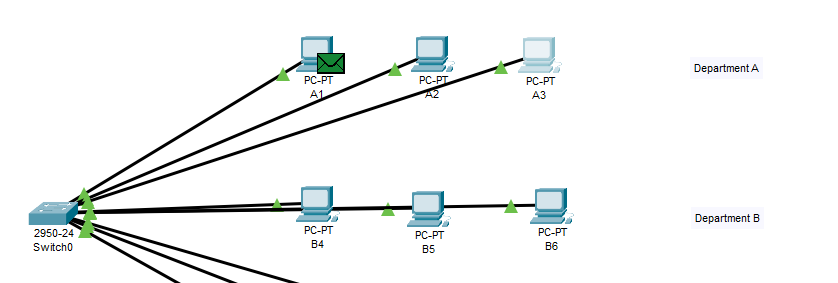 PC-PT
A1
PC-PT
A2
PC-PT
A3
Department A
2950-24
Switch0
PC-PT
B4
PC-PT
B5
PC-PT
B6
Department B